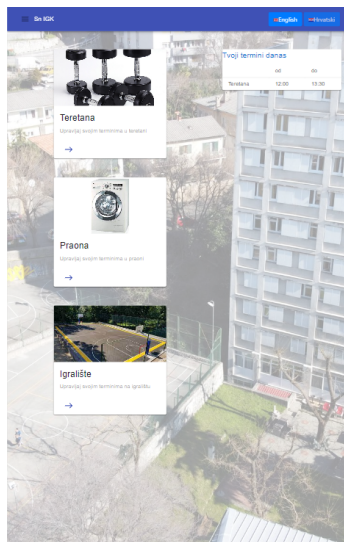 Sn IGK
English
Hrvatski
Tvoji termini danas
od do
Teretana 12:00 13:30
Teretana
Upravljaj svojim terminima u teretani
Praona
Upravljaj svojim terminima u praoni
Igralište
Upravljaj svojim terminima na igralištu